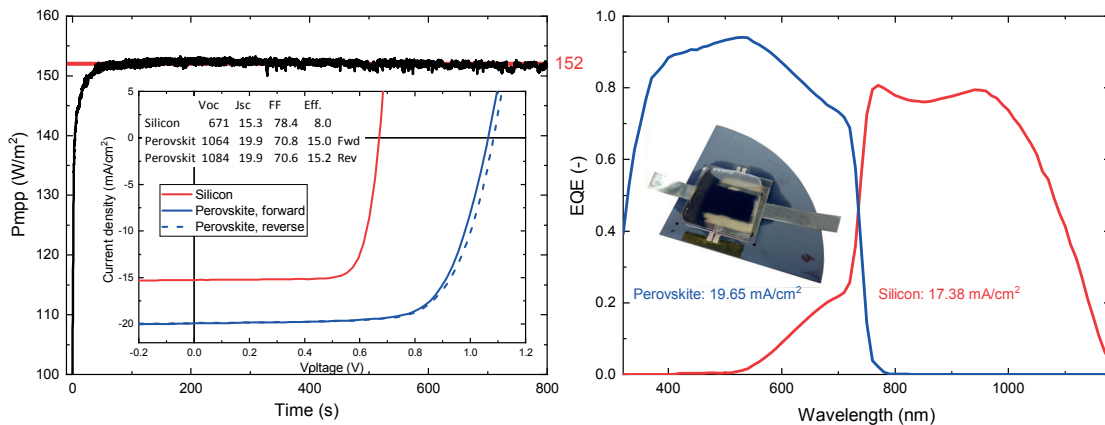 160
150
140
130
120
110
100
Pmpp (W/m²)
0
200
400
600
800
Time (s)
152
Voc Jsc FF Eff.
Silicon 671 15.3 78.4 8.0
Perovskit 1064 19.9 70.8 15.0 Fwd
Perovskit 1084 19.9 70.6 15.2 Rev
Silicon
Perovskite, forward
Perovskite, reverse
5
0
-5
-10
-15
-20
Current density (mA/cm²)
-0.2
0.0
0.2
0.4
0.6
0.8
1.0
1.2
Voltage (V)
1.0
0.8
0.6
0.4
0.2
0.0
EQE (-)
Perovskite: 19.65 mA/cm²
Silicon: 17.38 mA/cm²
400
600
800
1000
Wavelength (nm)